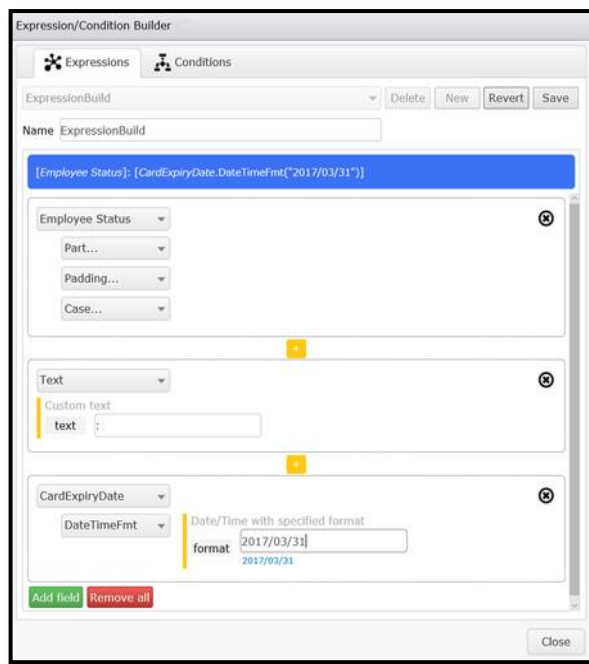 Expression/Condition Builder
Expressions Conditions
ExpressionBuild Delete New Revert Save
Name ExpressionBuild
[Employee Status]: [CardExpiryDate.DateTimeFmt("2017/03/31")]
Employee Status
Part...
Padding...
Case...
+
Text
Custom text
text :
+
CardExpiryDate
DateTimeFmt Date/Time with specified format
format 2017/03/31
2017/03/31
Add field Remove all
Close